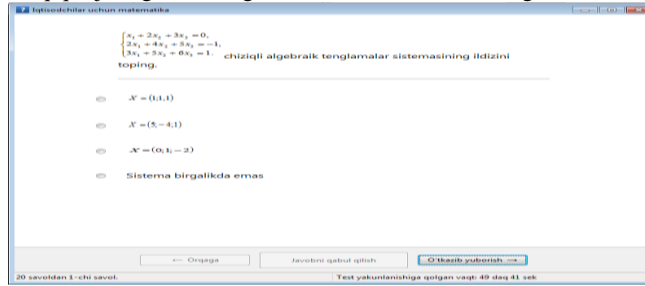 Iqtisodchilar uchun matematika
x₁ + 2x₂ + 3x₃ = 0,
2x₁ + 4x₂ + 5x₃ = −1,
3x₁ + 5x₂ + 6x₃ = 1. chiziqli algebraik tenglamalar sistemasining ildizini
toping.
X = (1;1,1)
X = (5; −4;1)
X = (0; 1; −2)
Sistema birgalikda emas
← Orqaga Javobni qabul qilish O'tkazib yuborish →
20 savoldan 1-chi savol. Test yakunlanishiga qolgan vaqt: 49 daq 41 sek